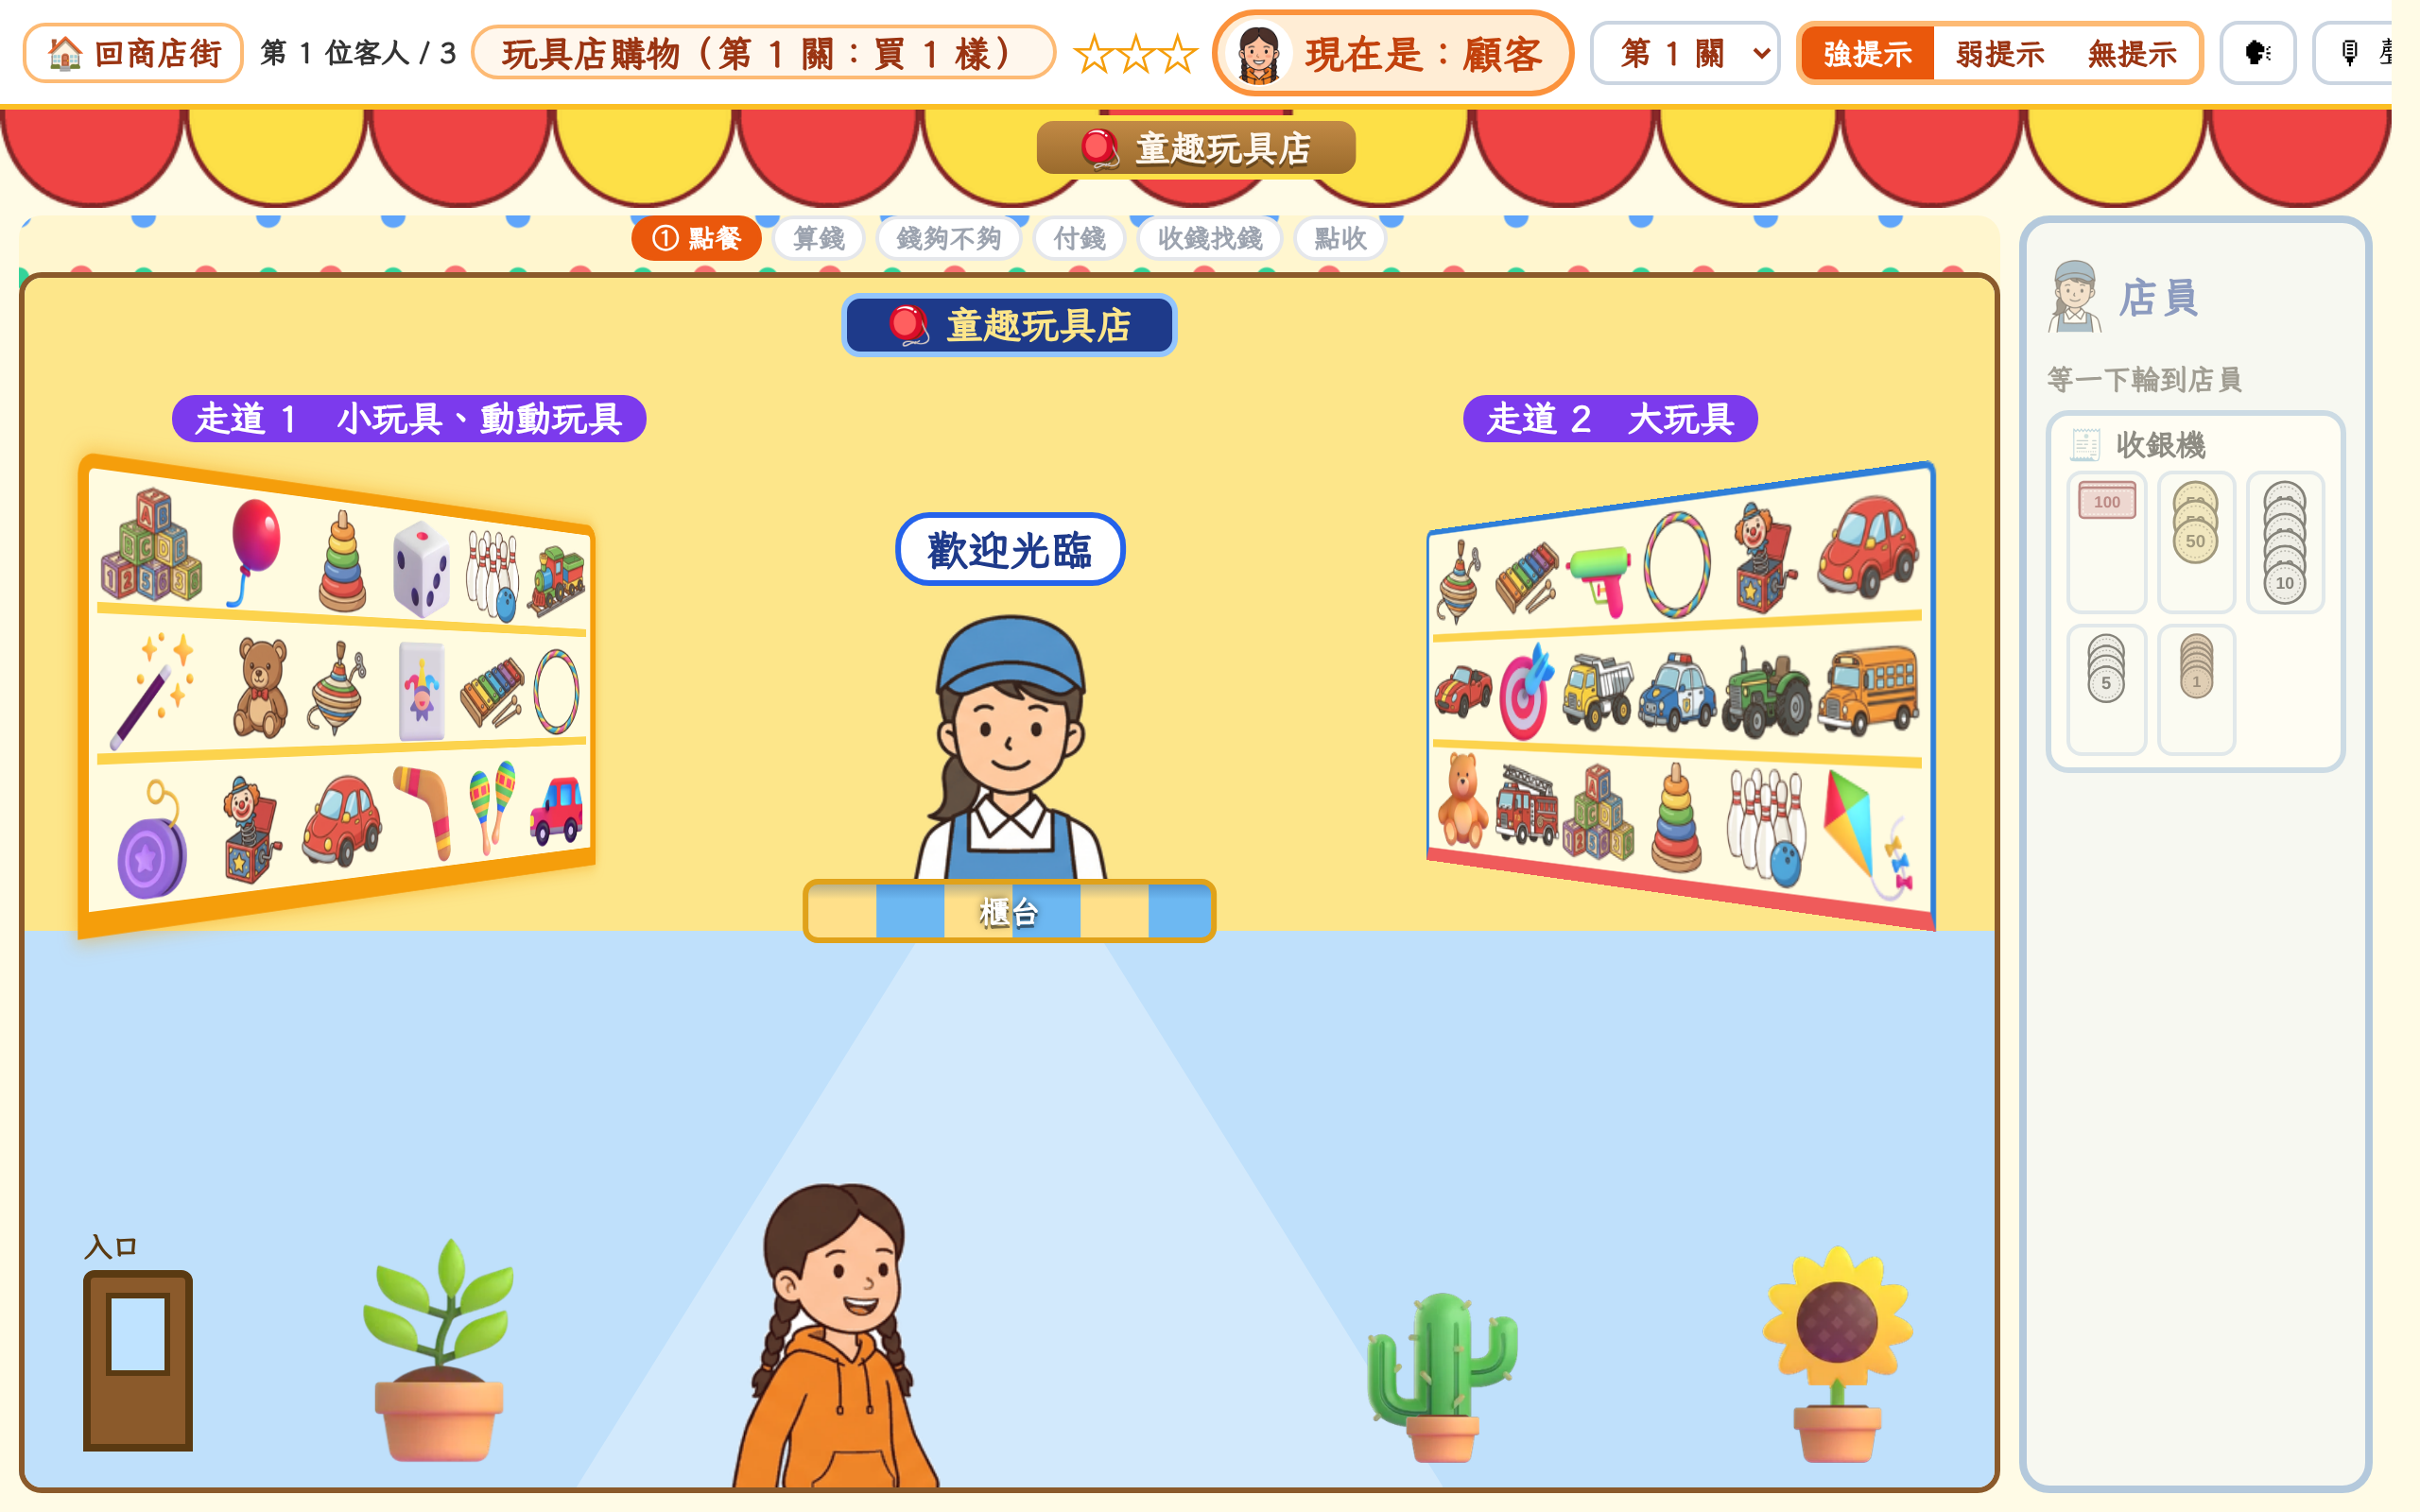 回商店街
第 1 位客人 / 3
玩具店購物（第 1 關：買 1 樣）
現在是：顧客
第 1 關
強提示
弱提示
無提示
童趣玩具店
① 點餐
算錢
錢夠不夠
付錢
收錢找錢
點收
童趣玩具店
走道 1　小玩具、動動玩具
走道 2　大玩具
歡迎光臨
櫃台
入口
店員
等一下輪到店員
收銀機
100
50
10
5
1